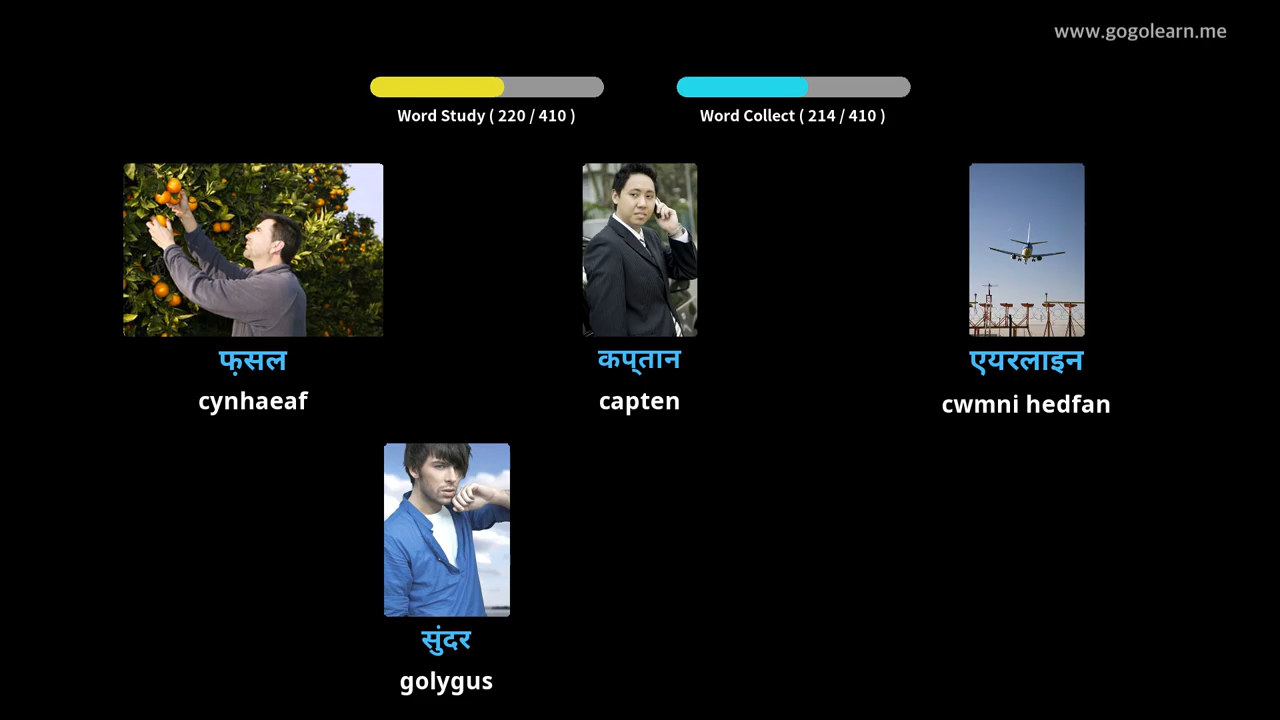 www.gogolearn.me
Word Study ( 220 / 410 )
Word Collect ( 214 / 410 )
फ़सल
cynhaeaf
कप्तान
capten
एयरलाइन
cwmni hedfan
सुंदर
golygus